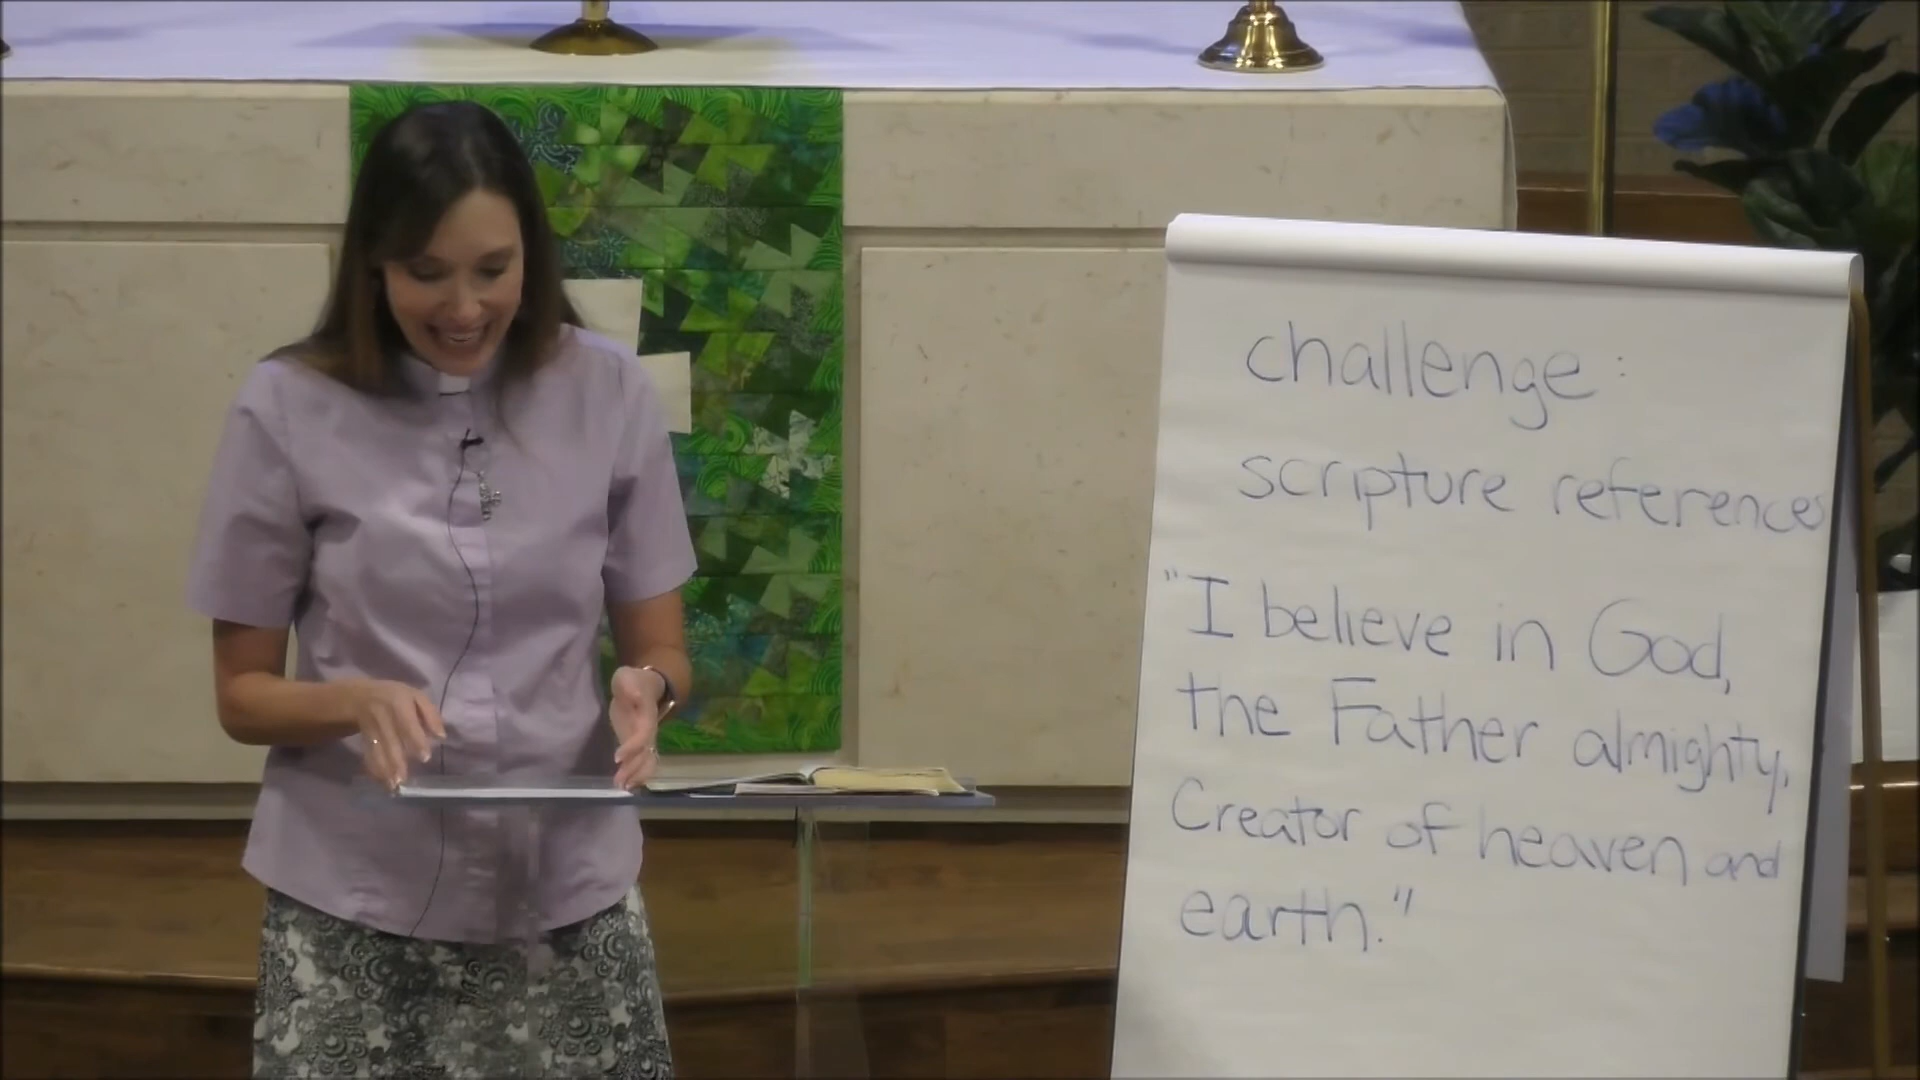 challenge:
scripture references
"I believe in God,
the Father almighty,
Creator of heaven and
earth."